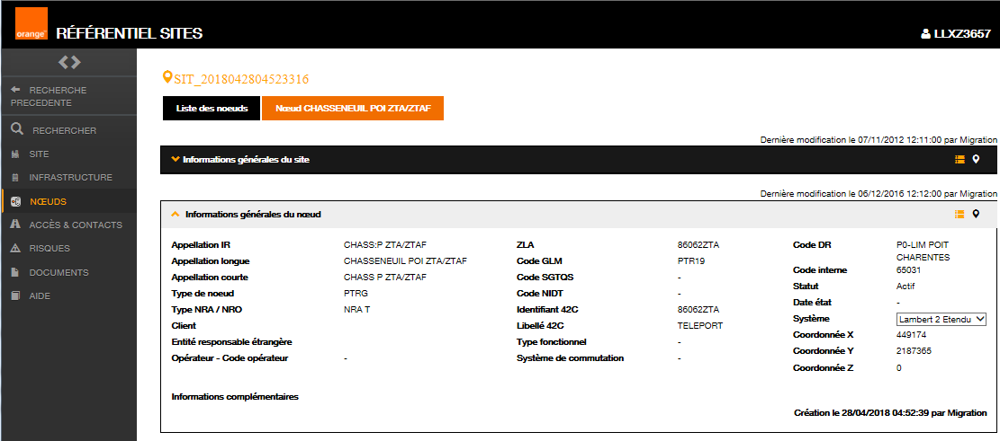 orange™
RÉFÉRENTIEL SITES
LLXZ3657
RECHERCHE
PRECEDENTE
RECHERCHER
SITE
INFRASTRUCTURE
NŒUDS
ACCÈS & CONTACTS
RISQUES
DOCUMENTS
AIDE
SIT_2018042804523316
Liste des noeuds
Nœud CHASSENEUIL POI ZTA/ZTAF
Dernière modification le 07/11/2012 12:11:00 par Migration
Informations générales du site
Dernière modification le 06/12/2016 12:12:00 par Migration
Informations générales du nœud
Appellation IR CHASS:P ZTA/ZTAF
Appellation longue CHASSENEUIL POI ZTA/ZTAF
Appellation courte CHASS P ZTA/ZTAF
Type de noeud PTRG
Type NRA / NRO NRA T
Client
Entité responsable étrangère
Opérateur - Code opérateur -
ZLA 86062ZTA
Code GLM PTR19
Code SGTQS -
Code NIDT -
Identifiant 42C 86062ZTA
Libellé 42C TELEPORT
Type fonctionnel -
Système de commutation -
Code DR P0-LIM POIT
CHARENTES
Code interne 65031
Statut Actif
Date état -
Système Lambert 2 Etendu
Coordonnée X 449174
Coordonnée Y 2187365
Coordonnée Z 0
Informations complémentaires
Création le 28/04/2018 04:52:39 par Migration